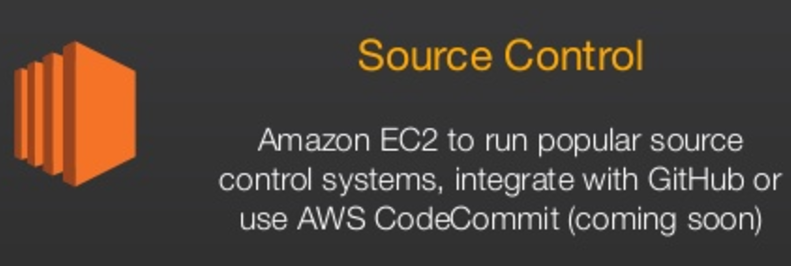 Source Control
Amazon EC2 to run popular source
control systems, integrate with GitHub or
use AWS CodeCommit (coming soon)